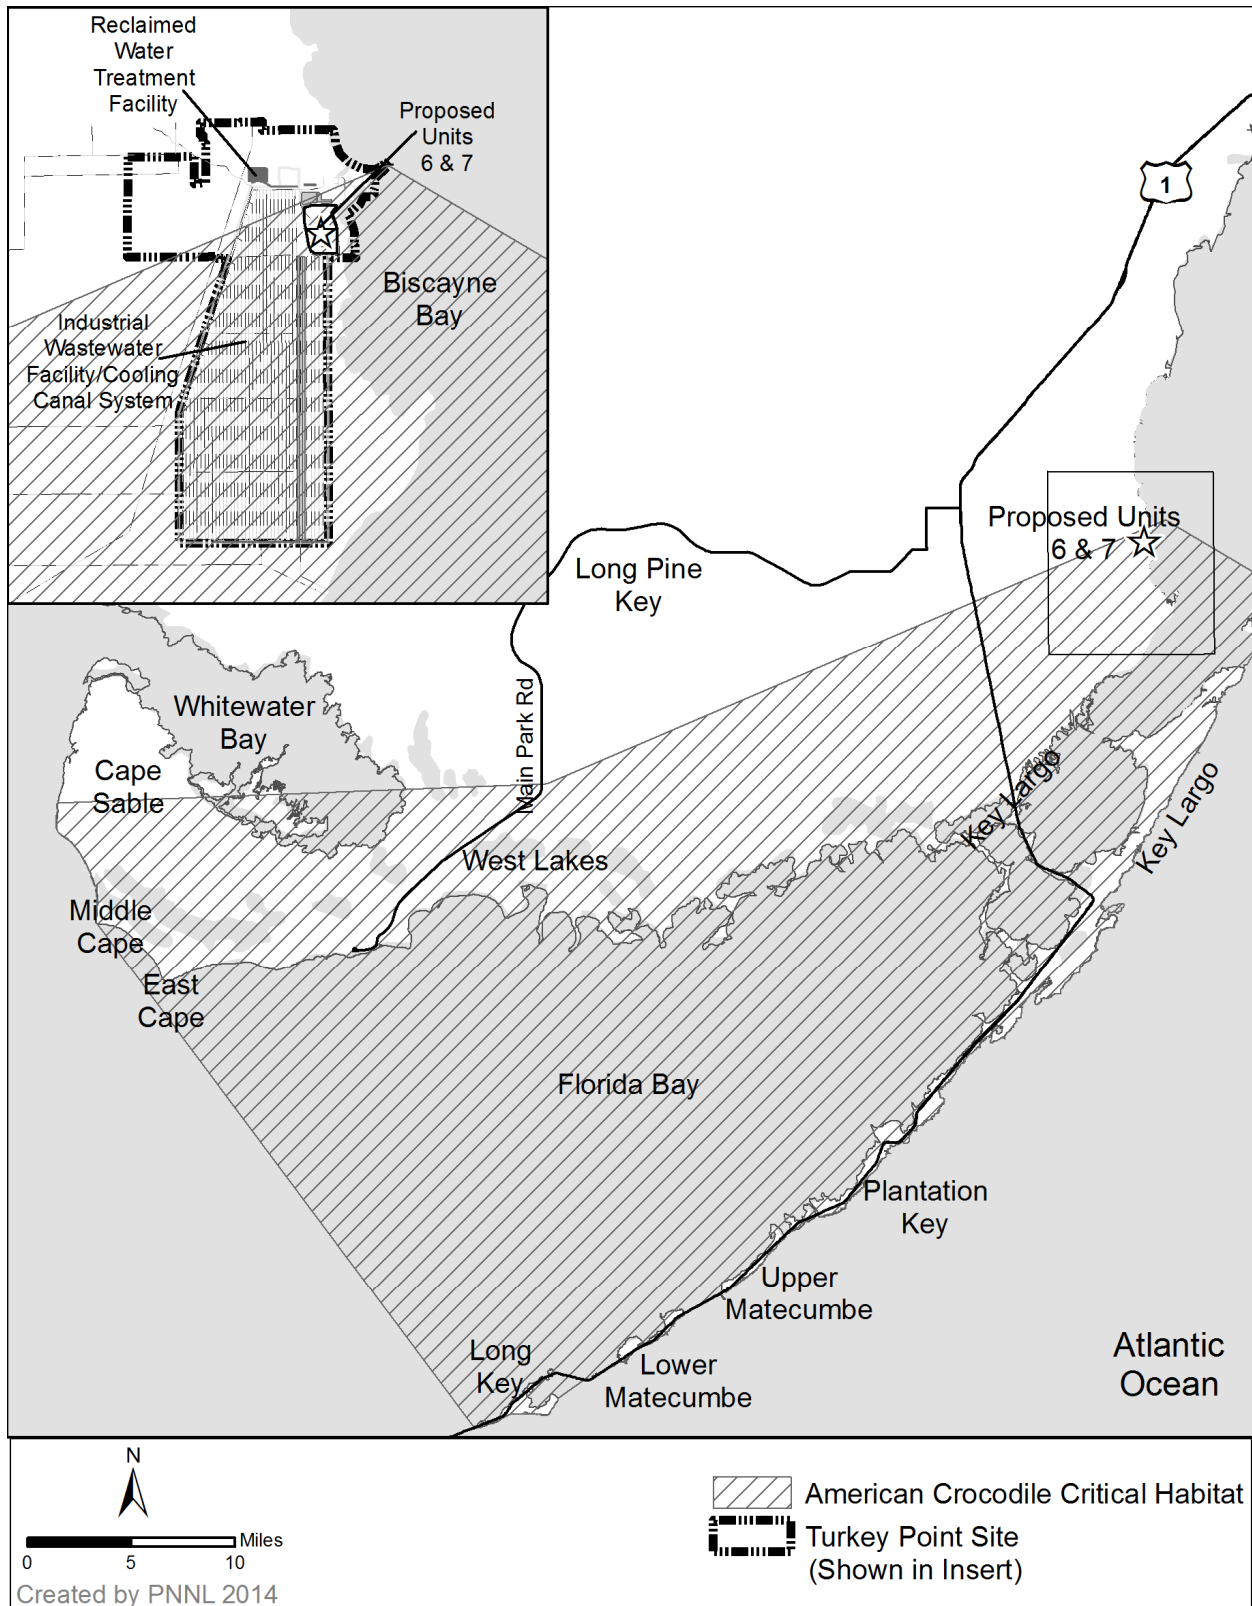 Reclaimed
Water
Treatment
Facility
Proposed
Units
6 & 7
Biscayne
Bay
Industrial
Wastewater
Facility/Cooling
Canal System
1
Proposed Units
6 & 7
Long Pine
Key
Main Park Rd
Whitewater
Bay
Cape
Sable
Key Largo
Key Largo
West Lakes
Middle
Cape
East
Cape
Florida Bay
Plantation
Key
Upper
Matecumbe
Lower
Matecumbe
Long
Key
Atlantic
Ocean
N
Miles
0 5 10
Created by PNNL 2014
American Crocodile Critical Habitat
Turkey Point Site
(Shown in Insert)